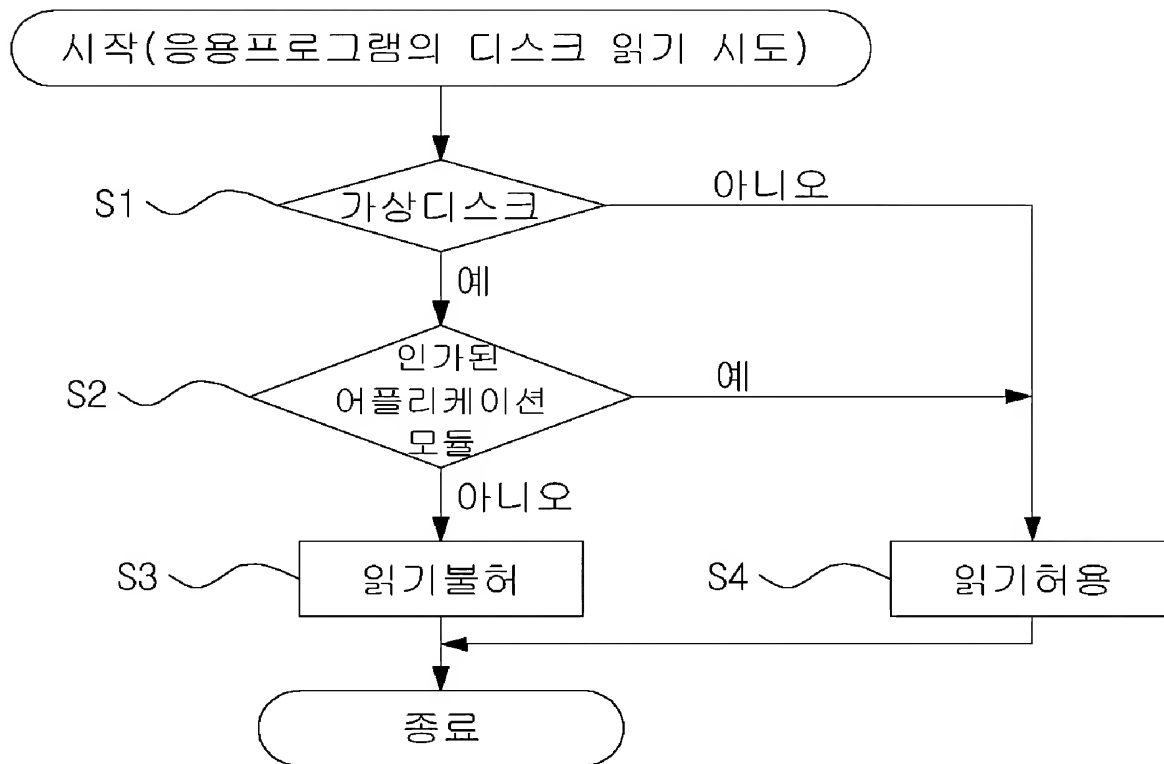 시작(응용프로그램의 디스크 읽기 시도)
S1
가상디스크
아니오
예
S2
인가된
어플리케이션
모듈
예
아니오
S3
읽기불허
S4
읽기허용
종료